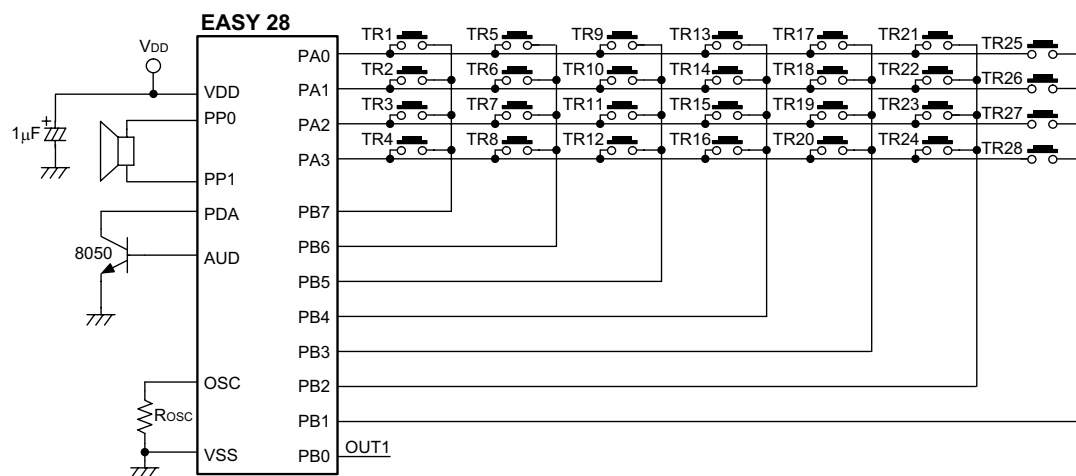 EASY 28
VDD
1μF
+
8050
ROSC
VDD
PP0
PP1
PDA
AUD
OSC
VSS
PA0
PA1
PA2
PA3
PB7
PB6
PB5
PB4
PB3
PB2
PB1
PB0
OUT1
TR1 TR5 TR9 TR13 TR17 TR21 TR25
TR2 TR6 TR10 TR14 TR18 TR22 TR26
TR3 TR7 TR11 TR15 TR19 TR23 TR27
TR4 TR8 TR12 TR16 TR20 TR24 TR28